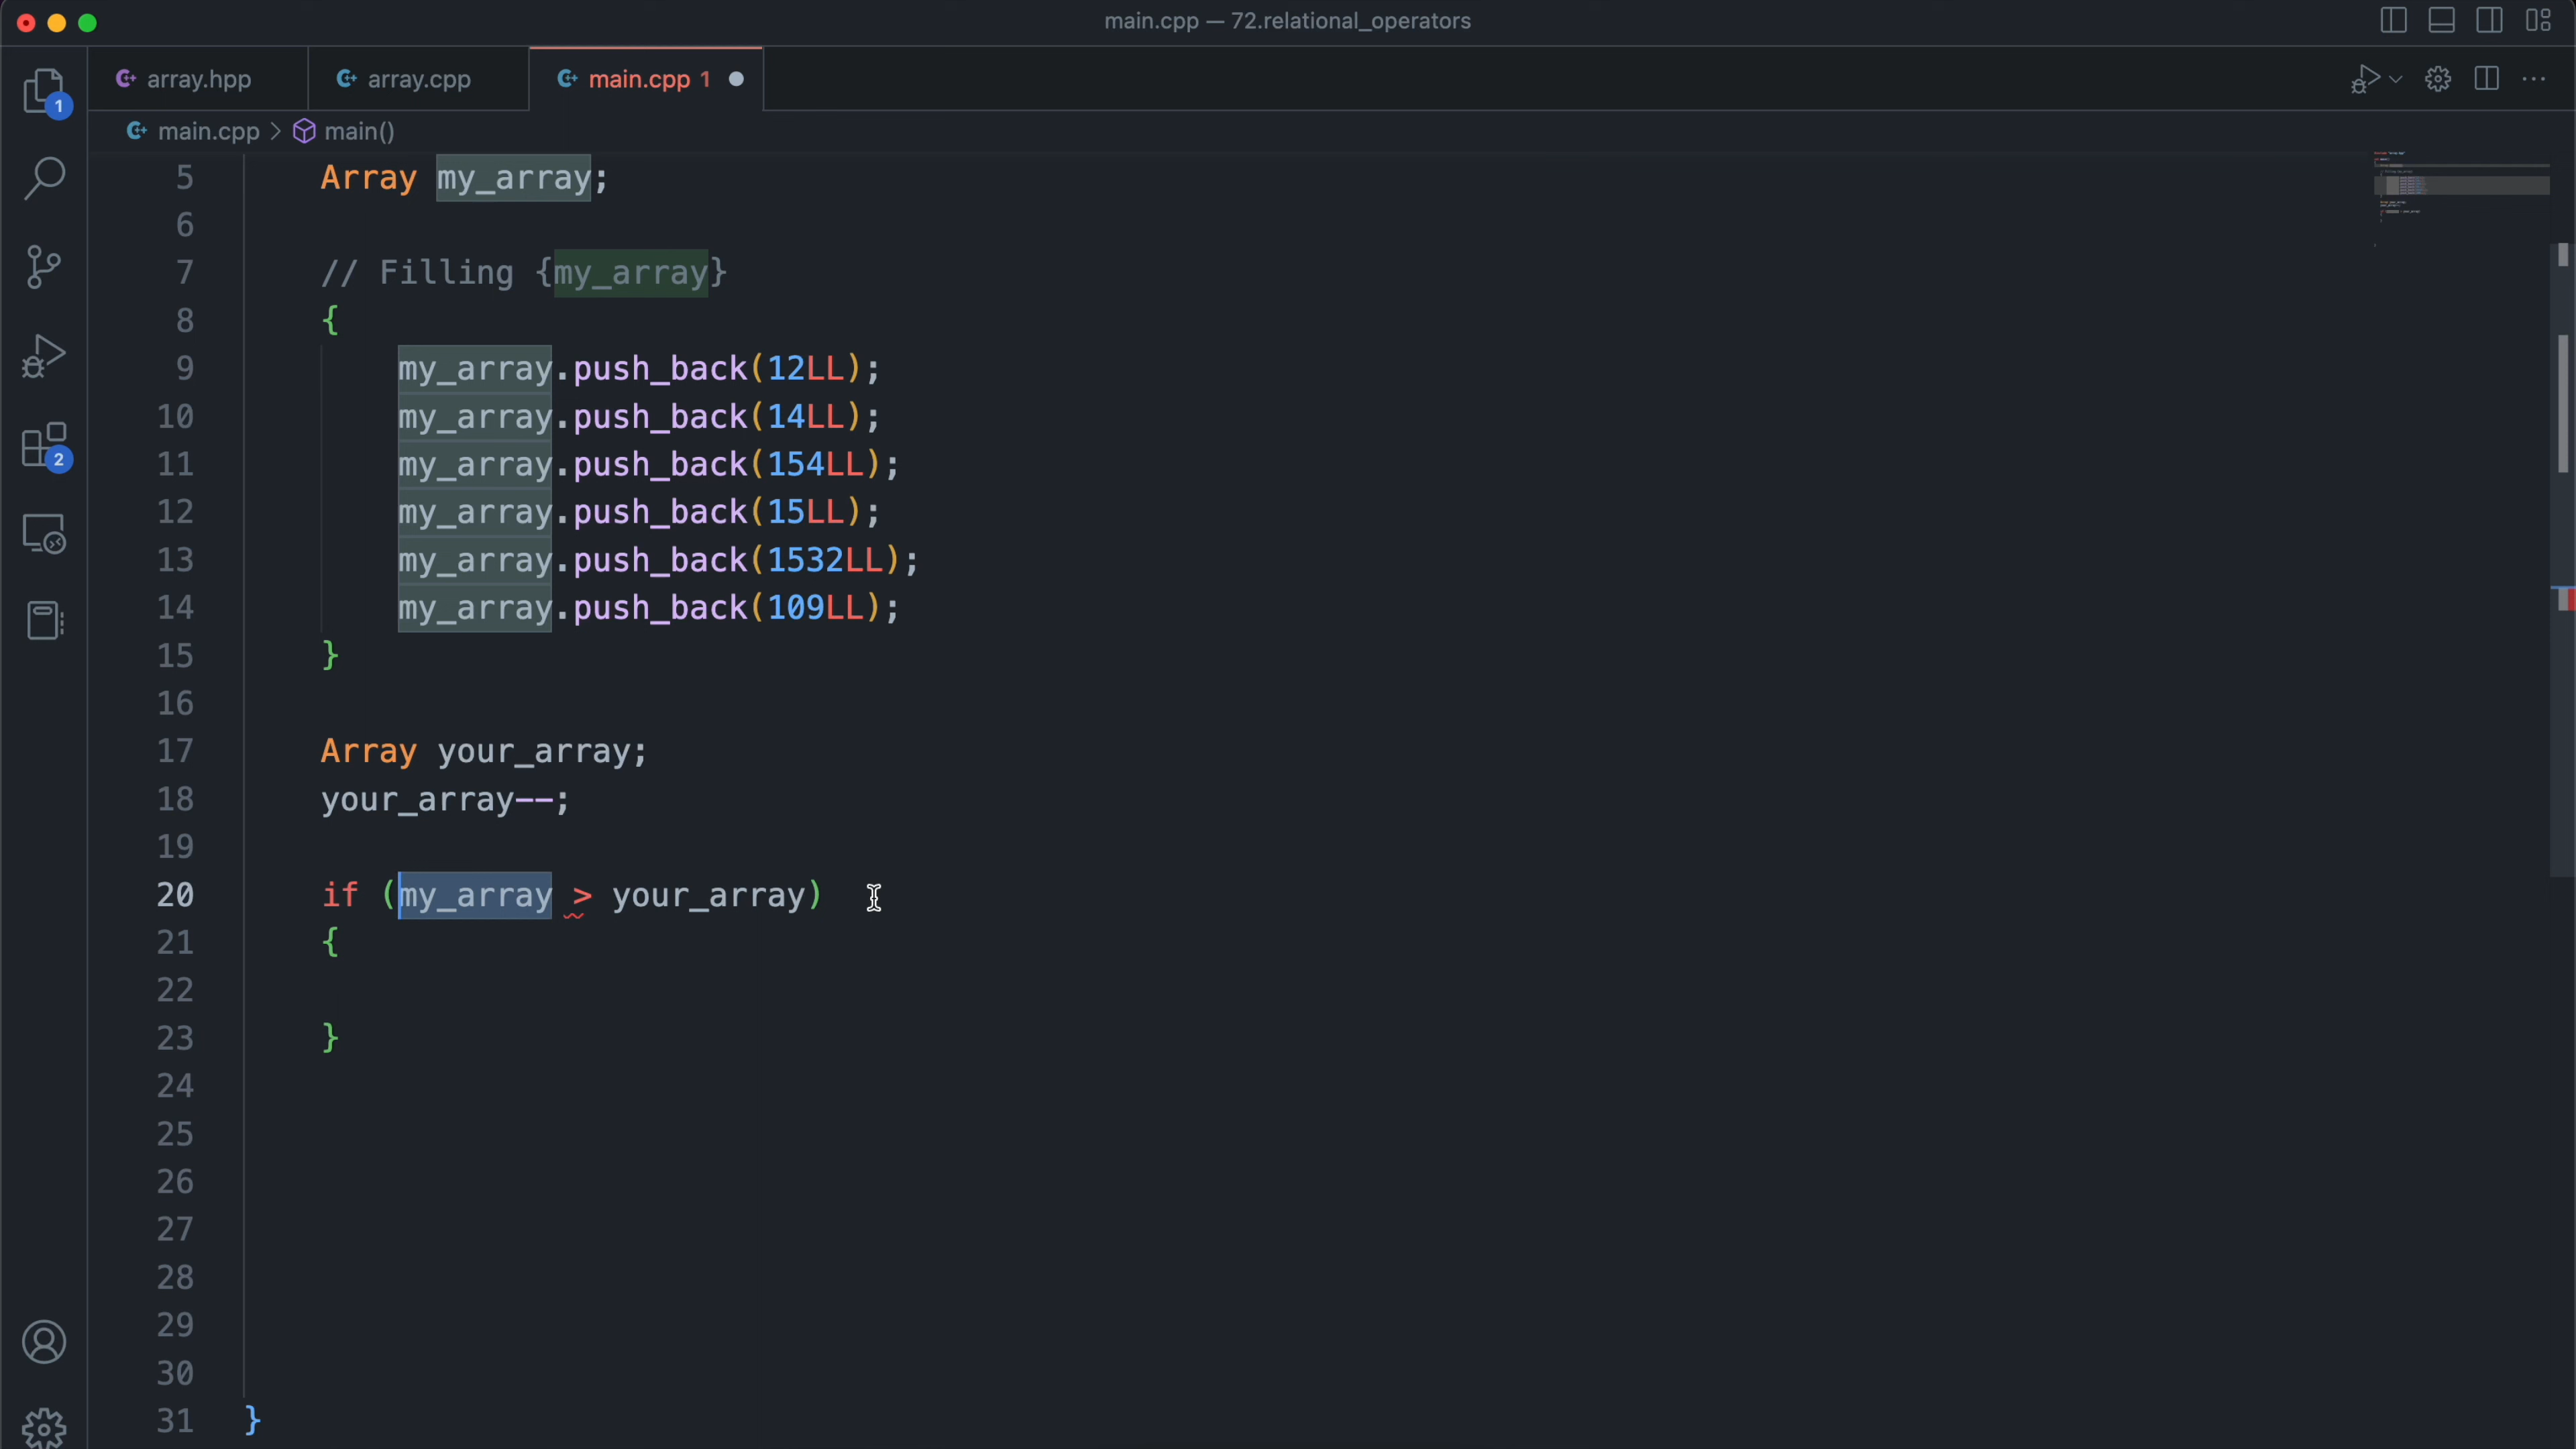 main.cpp — 72.relational_operators
array.hpp array.cpp main.cpp 1
main.cpp > main()
1
2
5 Array my_array;
6
7 // Filling {my_array}
8 {
9 my_array.push_back(12LL);
10 my_array.push_back(14LL);
11 my_array.push_back(154LL);
12 my_array.push_back(15LL);
13 my_array.push_back(1532LL);
14 my_array.push_back(109LL);
15 }
16
17 Array your_array;
18 your_array--;
19
20 if (my_array > your_array)
21 {
22
23 }
24
25
26
27
28
29
30
31 }